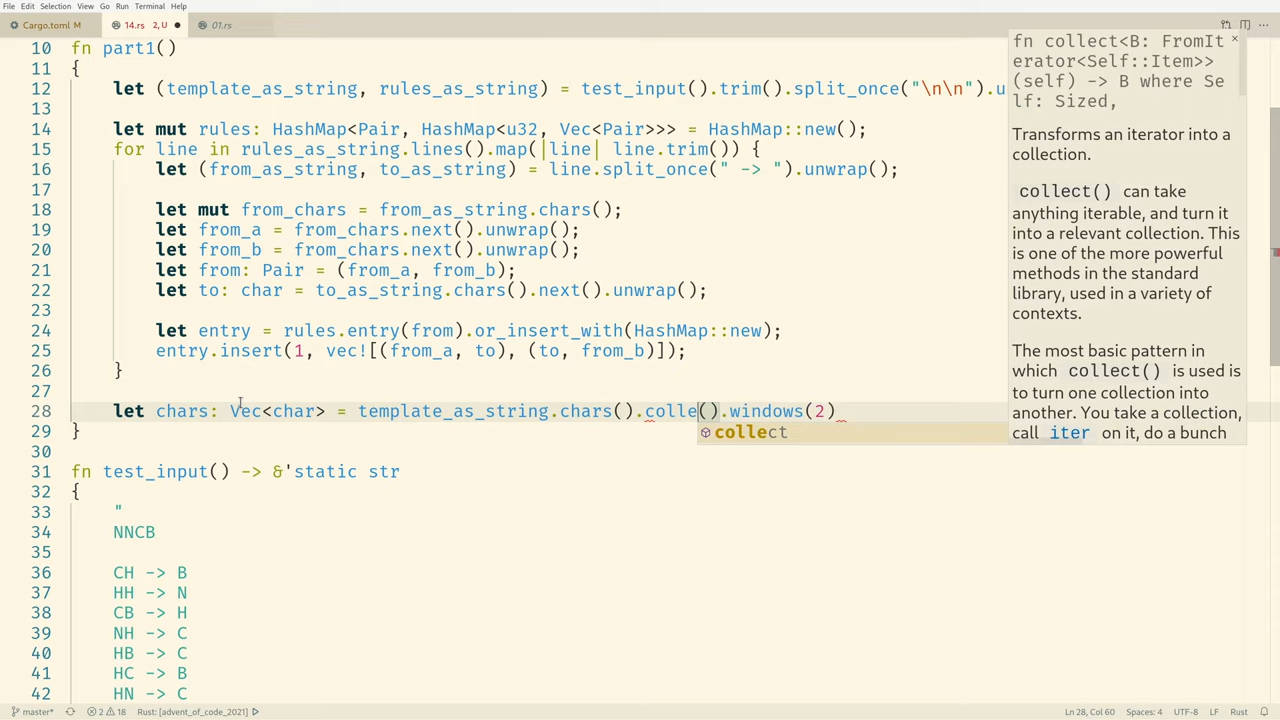 File Edit Selection View Go Run Terminal Help
Cargo.toml M 14.rs 2, U 01.rs
10 fn part1()
11 {
12 let (template_as_string, rules_as_string) = test_input().trim().split_once("\n\n").u
13
14 let mut rules: HashMap<Pair, HashMap<u32, Vec<Pair>>> = HashMap::new();
15 for line in rules_as_string.lines().map(|line| line.trim()) {
16 let (from_as_string, to_as_string) = line.split_once(" -> ").unwrap();
17
18 let mut from_chars = from_as_string.chars();
19 let from_a = from_chars.next().unwrap();
20 let from_b = from_chars.next().unwrap();
21 let from: Pair = (from_a, from_b);
22 let to: char = to_as_string.chars().next().unwrap();
23
24 let entry = rules.entry(from).or_insert_with(HashMap::new);
25 entry.insert(1, vec![(from_a, to), (to, from_b)]);
26 }
27
28 let chars: Vec<char> = template_as_string.chars().colle().windows(2)
collect
29 }
30
31 fn test_input() -> &'static str
32 {
33 "
34 NNCB
35
36 CH -> B
37 HH -> N
38 CB -> H
39 NH -> C
40 HB -> C
41 HC -> B
42 HN -> C
fn collect<B: FromIt
erator<Self::Item>>
(self) -> B where Se
lf: Sized,
Transforms an iterator into a
collection.
collect() can take
anything iterable, and turn it
into a relevant collection. This
is one of the more powerful
methods in the standard
library, used in a variety of
contexts.
The most basic pattern in
which collect() is used is
to turn one collection into
another. You take a collection,
call iter on it, do a bunch
master* 2 18 Rust: [advent_of_code_2021] Ln 28, Col 60 Spaces: 4 UTF-8 LF Rust